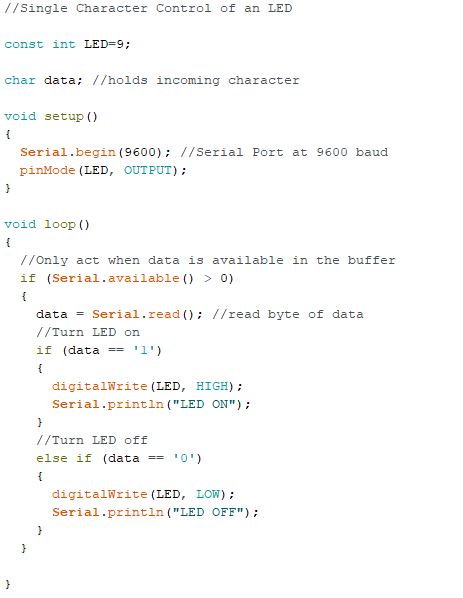 //Single Character Control of an LED
const int LED=9;
char data; //holds incoming character
void setup()
{
  Serial.begin(9600); //Serial Port at 9600 baud
  pinMode(LED, OUTPUT);
}
void loop()
{
  //Only act when data is available in the buffer
  if (Serial.available() > 0)
  {
    data = Serial.read(); //read byte of data
    //Turn LED on
    if (data == '1')
    {
      digitalWrite(LED, HIGH);
      Serial.println("LED ON");
    }
    //Turn LED off
    else if (data == '0')
    {
      digitalWrite(LED, LOW);
      Serial.println("LED OFF");
    }
  }
}